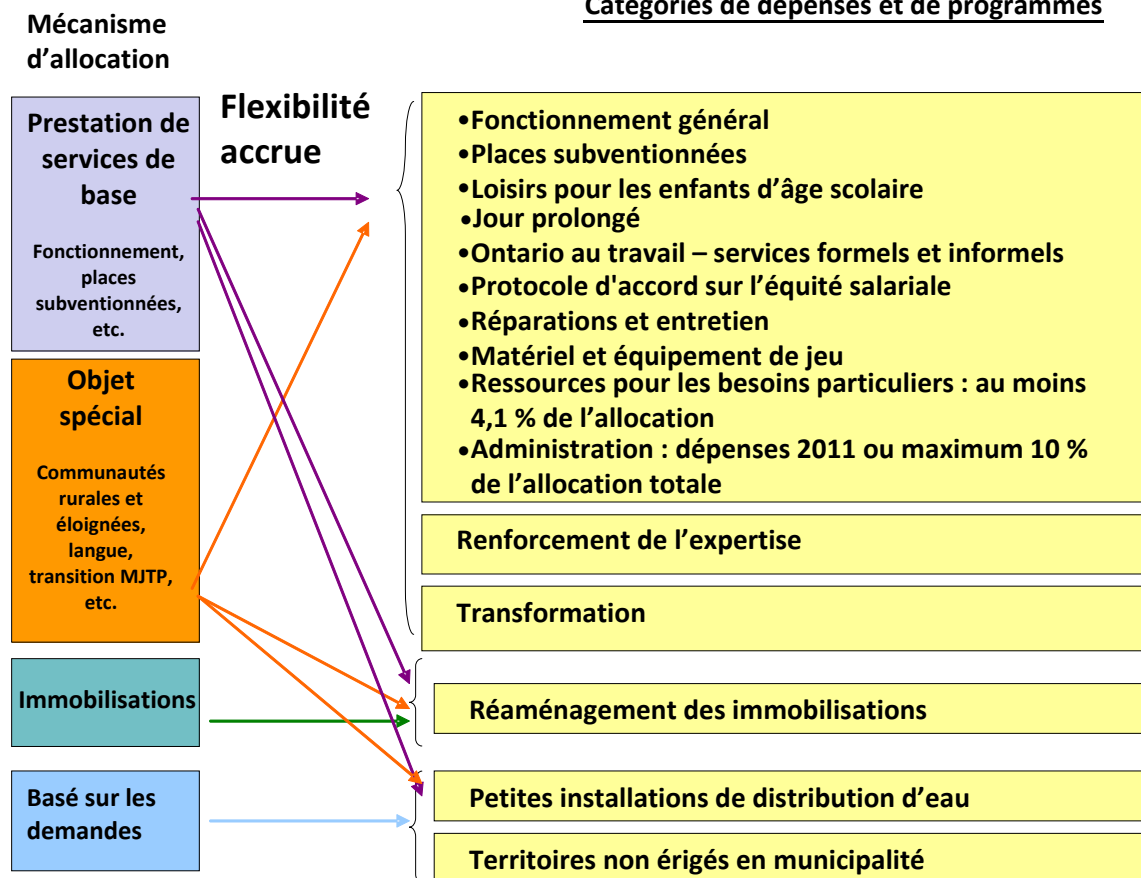 Catégories de dépenses et de programmes
Mécanisme
d’allocation
Prestation de
services de
base
Fonctionnement,
places
subventionnées,
etc.
Objet
spécial
Communautés
rurales et
éloignées,
langue,
transition MJTP,
etc.
Immobilisations
Basé sur les
demandes
Flexibilité
accrue
•Fonctionnement général
•Places subventionnées
•Loisirs pour les enfants d’âge scolaire
•Jour prolongé
•Ontario au travail – services formels et informels
•Protocole d'accord sur l’équité salariale
•Réparations et entretien
•Matériel et équipement de jeu
•Ressources pour les besoins particuliers : au moins
4,1 % de l’allocation
•Administration : dépenses 2011 ou maximum 10 %
de l’allocation totale
Renforcement de l’expertise
Transformation
Réaménagement des immobilisations
Petites installations de distribution d’eau
Territoires non érigés en municipalité